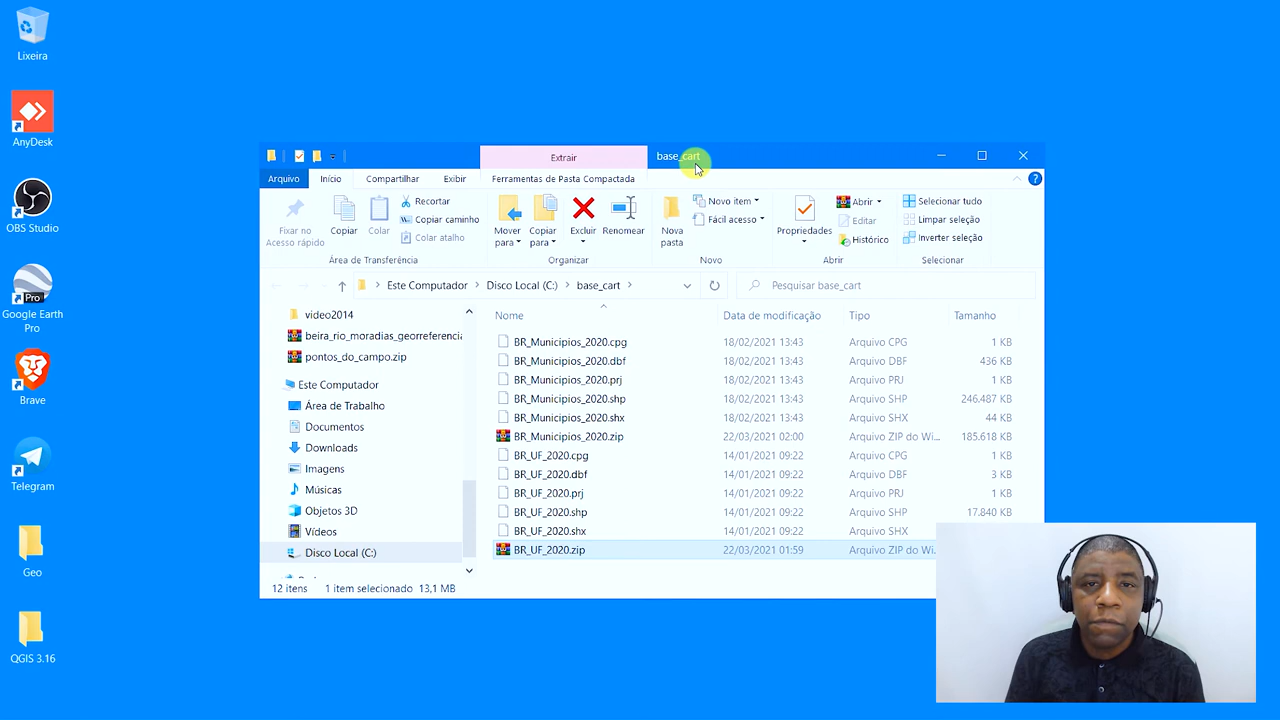 Lixeira
AnyDesk
OBS Studio
Google Earth
Pro
Brave
Telegram
Geo
QGIS 3.16
Extrair
base_cart
Arquivo
Início
Compartilhar
Exibir
Ferramentas de Pasta Compactada
Fixar no
Acesso rápido
Copiar
Colar
Recortar
Copiar caminho
Colar atalho
Área de Transferência
Mover
para
Copiar
para
Excluir
Renomear
Organizar
Nova
pasta
Novo item
Fácil acesso
Novo
Propriedades
Abrir
Editar
Histórico
Abrir
Selecionar tudo
Limpar seleção
Inverter seleção
Selecionar
Este Computador > Disco Local (C:) > base_cart >
Pesquisar base_cart
video2014
beira_rio_moradias_georreferencia
pontos_do_campo.zip
Este Computador
Área de Trabalho
Documentos
Downloads
Imagens
Músicas
Objetos 3D
Vídeos
Disco Local (C:)
Nome Data de modificação Tipo Tamanho
BR_Municipios_2020.cpg 18/02/2021 13:43 Arquivo CPG 1 KB
BR_Municipios_2020.dbf 18/02/2021 13:43 Arquivo DBF 436 KB
BR_Municipios_2020.prj 18/02/2021 13:43 Arquivo PRJ 1 KB
BR_Municipios_2020.shp 18/02/2021 13:43 Arquivo SHP 246.487 KB
BR_Municipios_2020.shx 18/02/2021 13:43 Arquivo SHX 44 KB
BR_Municipios_2020.zip 22/03/2021 02:00 Arquivo ZIP do Wi... 185.618 KB
BR_UF_2020.cpg 14/01/2021 09:22 Arquivo CPG 1 KB
BR_UF_2020.dbf 14/01/2021 09:22 Arquivo DBF 3 KB
BR_UF_2020.prj 14/01/2021 09:22 Arquivo PRJ 1 KB
BR_UF_2020.shp 14/01/2021 09:22 Arquivo SHP 17.840 KB
BR_UF_2020.shx 14/01/2021 09:22 Arquivo SHX
BR_UF_2020.zip 22/03/2021 01:59 Arquivo ZIP do Wi...
12 itens 1 item selecionado 13,1 MB